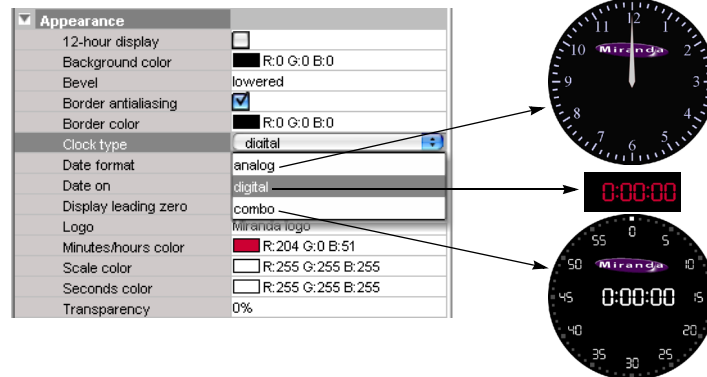 Appearance
12-hour display
Background color R:0 G:0 B:0
Bevel lowered
Border antialiasing
Border color R:0 G:0 B:0
Clock type digital
Date format analog
Date on digital
Display leading zero combo
Logo Miranda logo
Minutes/hours color R:204 G:0 B:51
Scale color R:255 G:255 B:255
Seconds color R:255 G:255 B:255
Transparency 0%
11 12 1
10 Miranda 2
9 3
8 4
7 6 5
0:00:00
55 0 5
50 Miranda 10
45 0:00:00 15
40 20
35 30 25